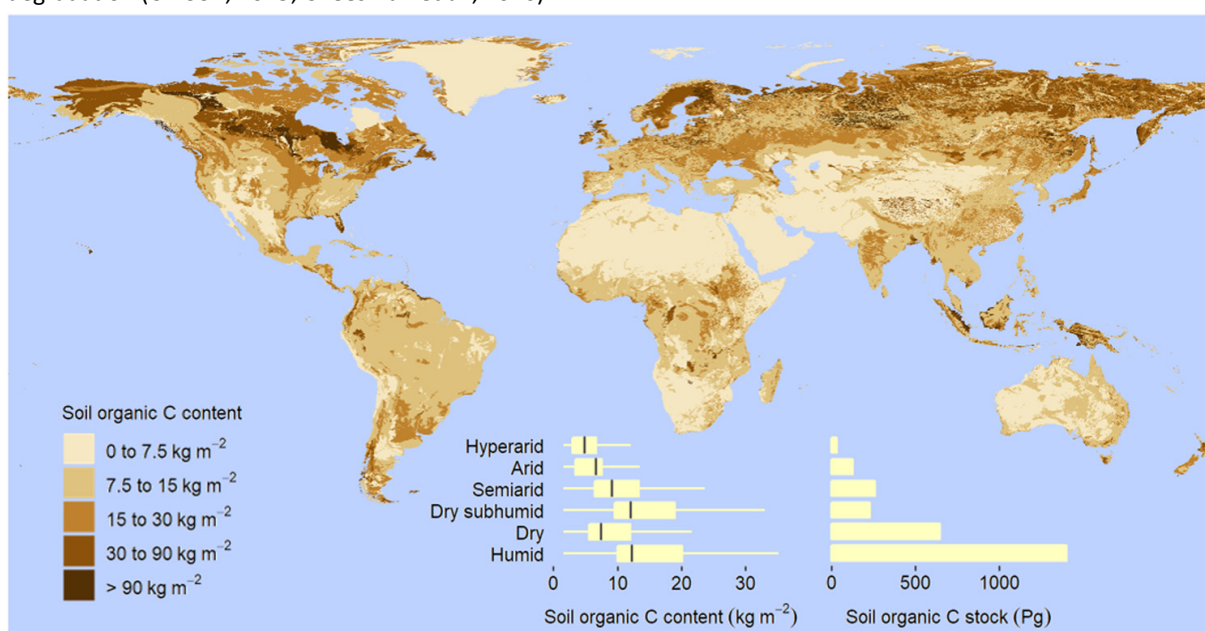 Soil organic C content
0 to 7.5 kg m⁻²
7.5 to 15 kg m⁻²
15 to 30 kg m⁻²
30 to 90 kg m⁻²
> 90 kg m⁻²
Hyperarid
Arid
Semiarid
Dry subhumid
Dry
Humid
0 10 20 30
Soil organic C content (kg m⁻²)
0 500 1000
Soil organic C stock (Pg)